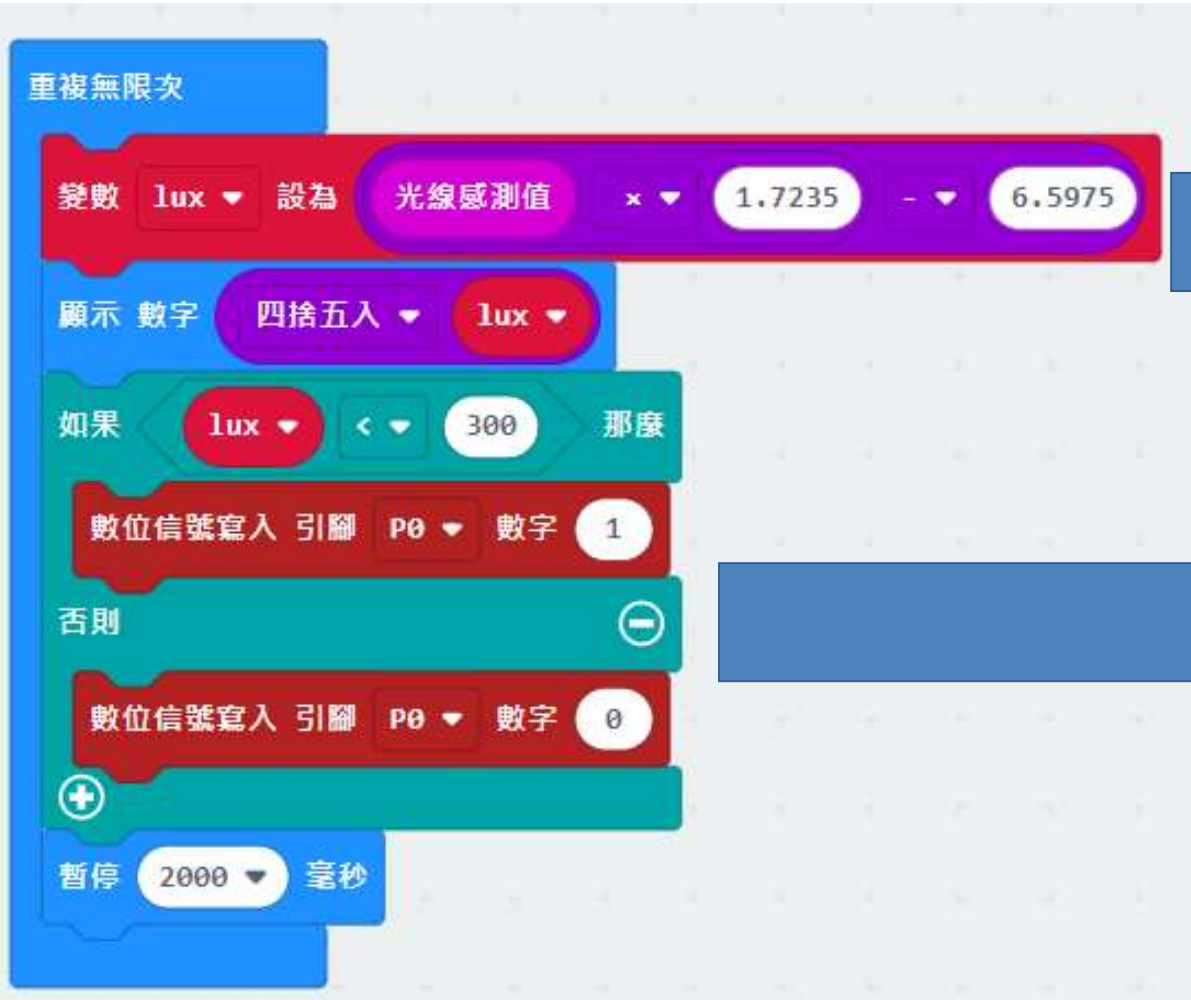 重複無限次
變數 lux 設為 光線感測值 × 1.7235 - 6.5975
顯示 數字 四捨五入 lux
如果 lux < 300 那麼
數位信號寫入 引腳 P0 數字 1
否則
數位信號寫入 引腳 P0 數字 0
暫停 2000 毫秒